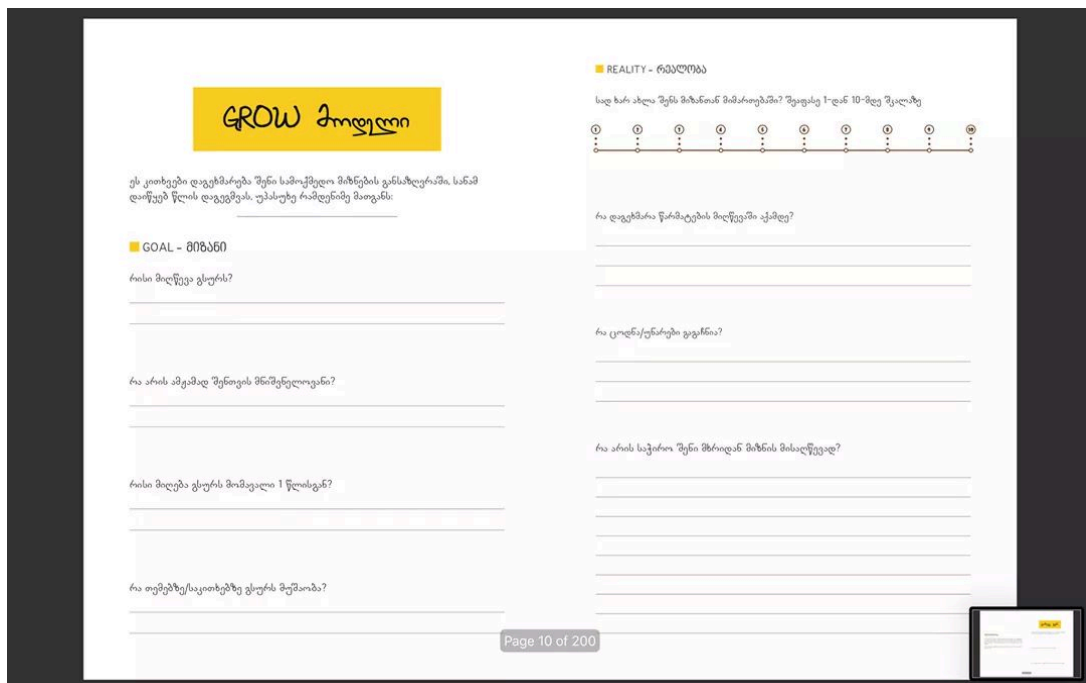 GROW მოდელი
ეს კითხვები დაგეხმარება შენი სამოქმედო მიზნების განსაზღვრაში, სანამ
დაიწყებ წლის დაგეგმვას, უპასუხე რამდენიმე მათგანს:
GOAL - მიზანი
რისი მიღწევა გსურს?
რა არის ამჟამად შენთვის მნიშვნელოვანი?
რისი მიღება გსურს მომავალი 1 წლისგან?
რა თემებზე/საკითხებზე გსურს მუშაობა?
REALITY - რეალობა
სად ხარ ახლა შენს მიზანთან მიმართებაში? შეაფასე 1-დან 10-მდე შკალაზე
1 2 3 4 5 6 7 8 9 10
რა დაგეხმარა წარმატების მიღწევაში აქამდე?
რა ცოდნა/უნარები გაგაჩნია?
რა არის საჭირო შენი მხრიდან მიზნის მისაღწევად?
Page 10 of 200